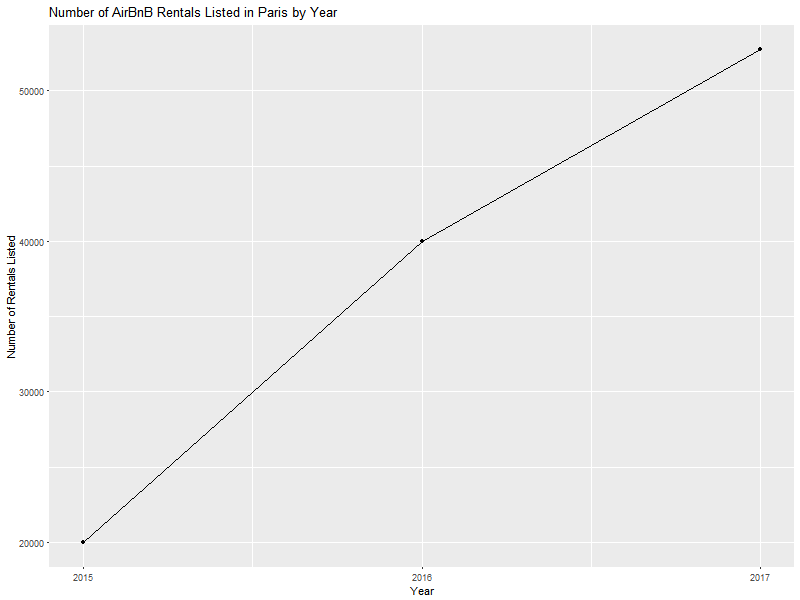 Number of AirBnB Rentals Listed in Paris by Year
Number of Rentals Listed
50000
40000
30000
20000
2015
2016
2017
Year